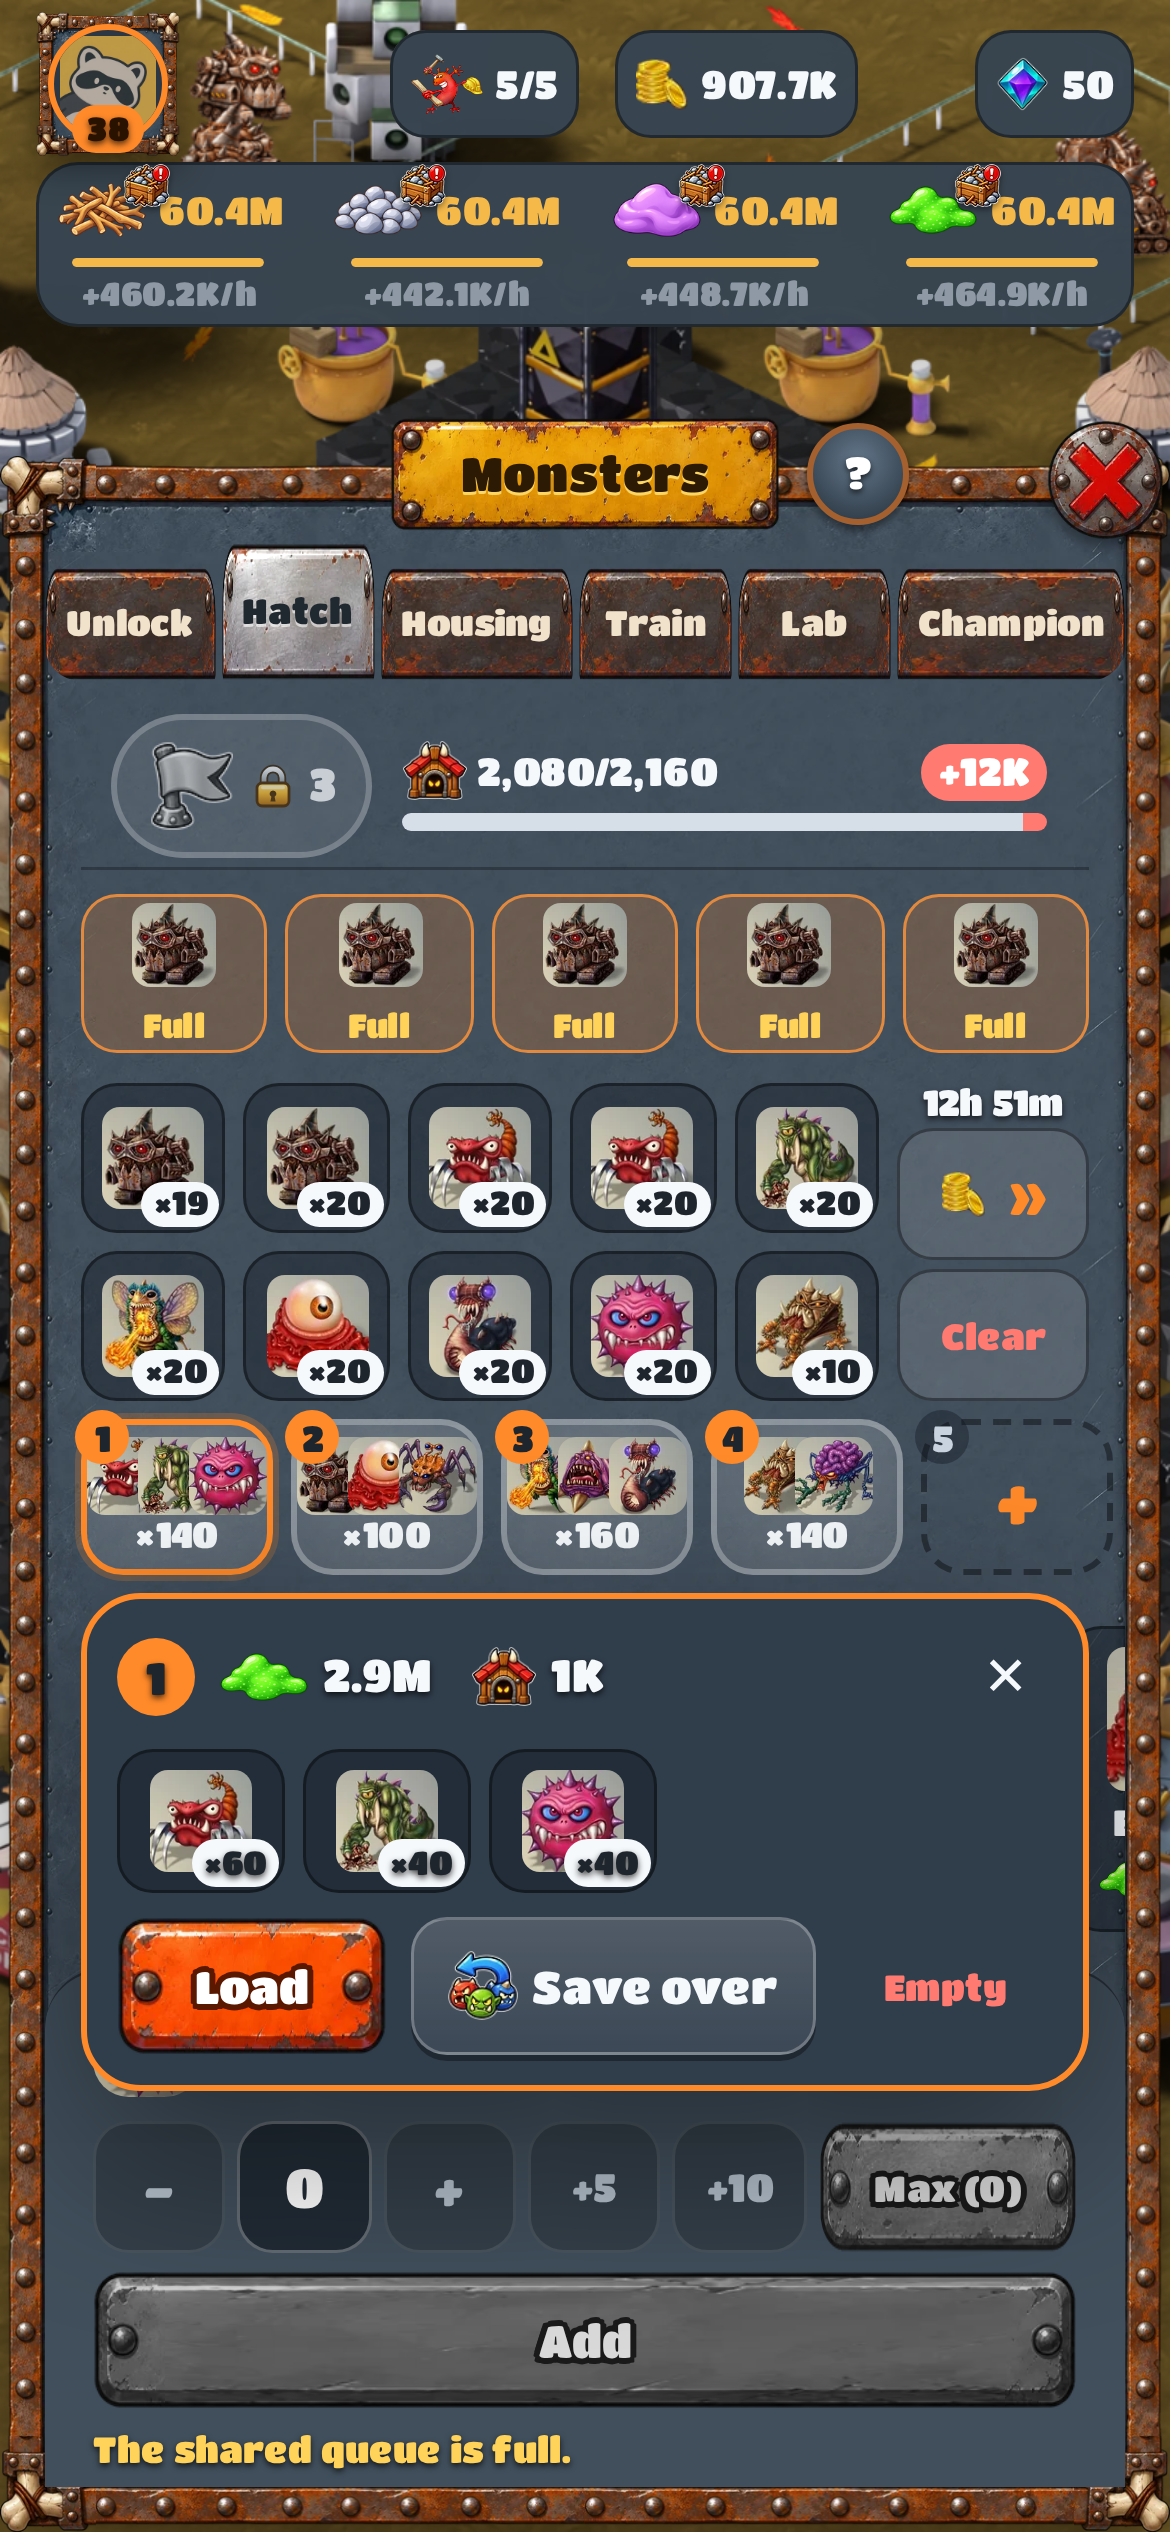 38
5/5
907.7K
50
60.4M
60.4M
60.4M
60.4M
+460.2K/h
+442.1K/h
+448.7K/h
+464.9K/h
Monsters
?
Unlock
Hatch
Housing
Train
Lab
Champion
3
2,080/2,160
+12K
Full
Full
Full
Full
Full
×19
×20
×20
×20
×20
12h 51m
×20
×20
×20
×20
×10
Clear
1
2
3
4
5
×140
×100
×160
×140
+
1
2.9M
1K
×60
×40
×40
Load
Save over
Empty
-
0
+
+5
+10
Max (0)
Add
The shared queue is full.